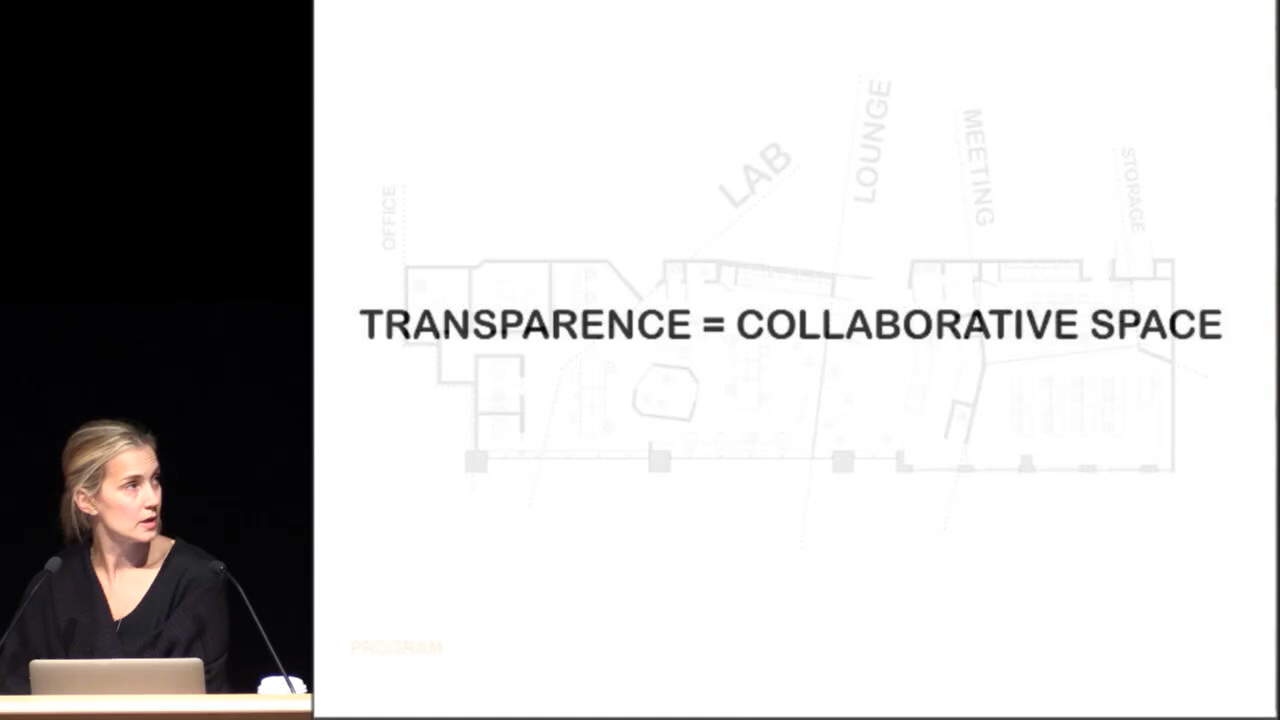 OFFICE
LAB
LOUNGE
MEETING
STORAGE
TRANSPARENCE = COLLABORATIVE SPACE
PROGRAM